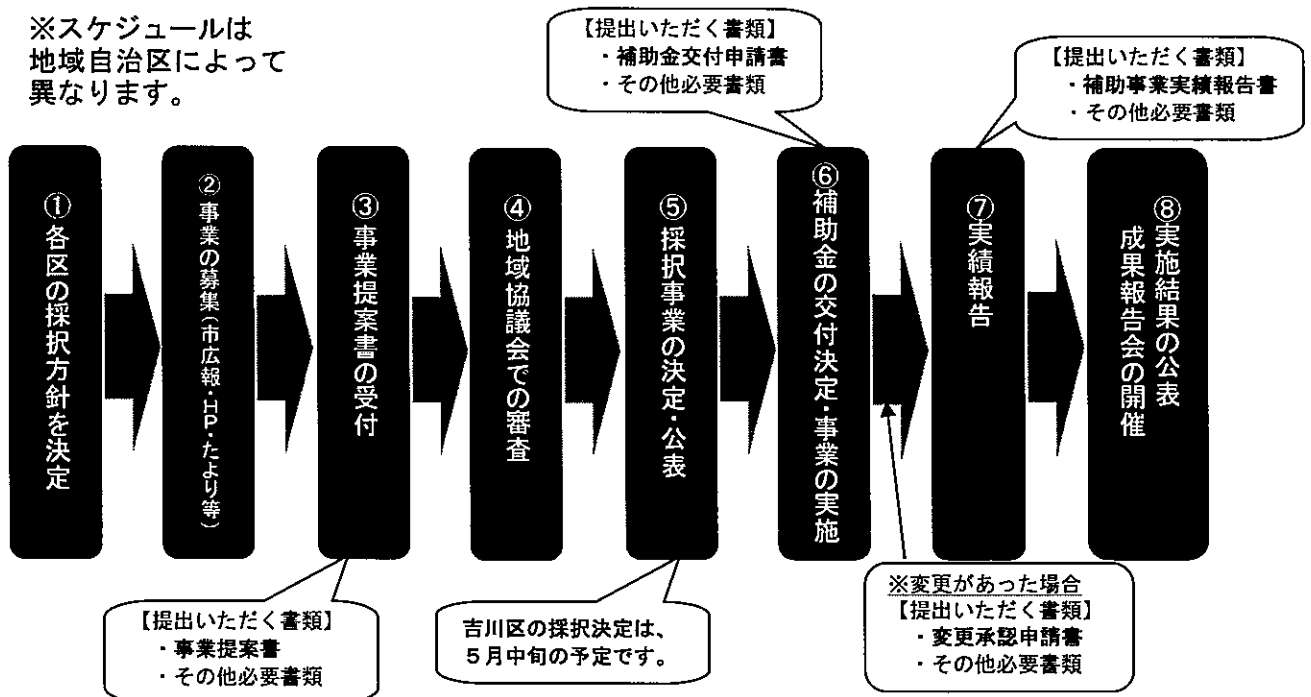 ※スケジュールは
地域自治区によって
異なります。
【提出いただく書類】
・補助金交付申請書
・その他必要書類
【提出いただく書類】
・補助事業実績報告書
・その他必要書類
①各区の採択方針を決定
②事業の募集(市広報・HP・たより等)
③事業提案書の受付
④地域協議会での審査
⑤採択事業の決定・公表
⑥補助金の交付決定・事業の実施
⑦実績報告
⑧実施結果の公表
成果報告会の開催
【提出いただく書類】
・事業提案書
・その他必要書類
吉川区の採択決定は、
5月中旬の予定です。
※変更があった場合
【提出いただく書類】
・変更承認申請書
・その他必要書類